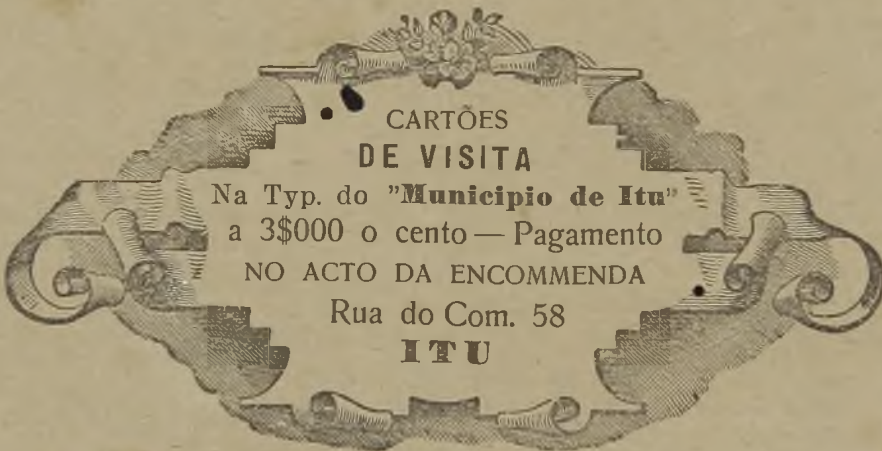 CARTÕES
DE VISITA
Na Typ. do "Municipio de Itu"
a 3$000 o cento — Pagamento
NO ACTO DA ENCOMMENDA
Rua do Com. 58
ITU